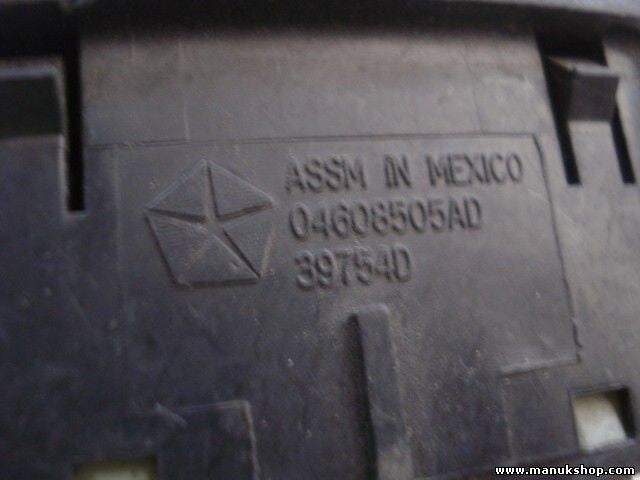 ASSM IN MEXICO
04608505AD
39754D
www.manukshop.com